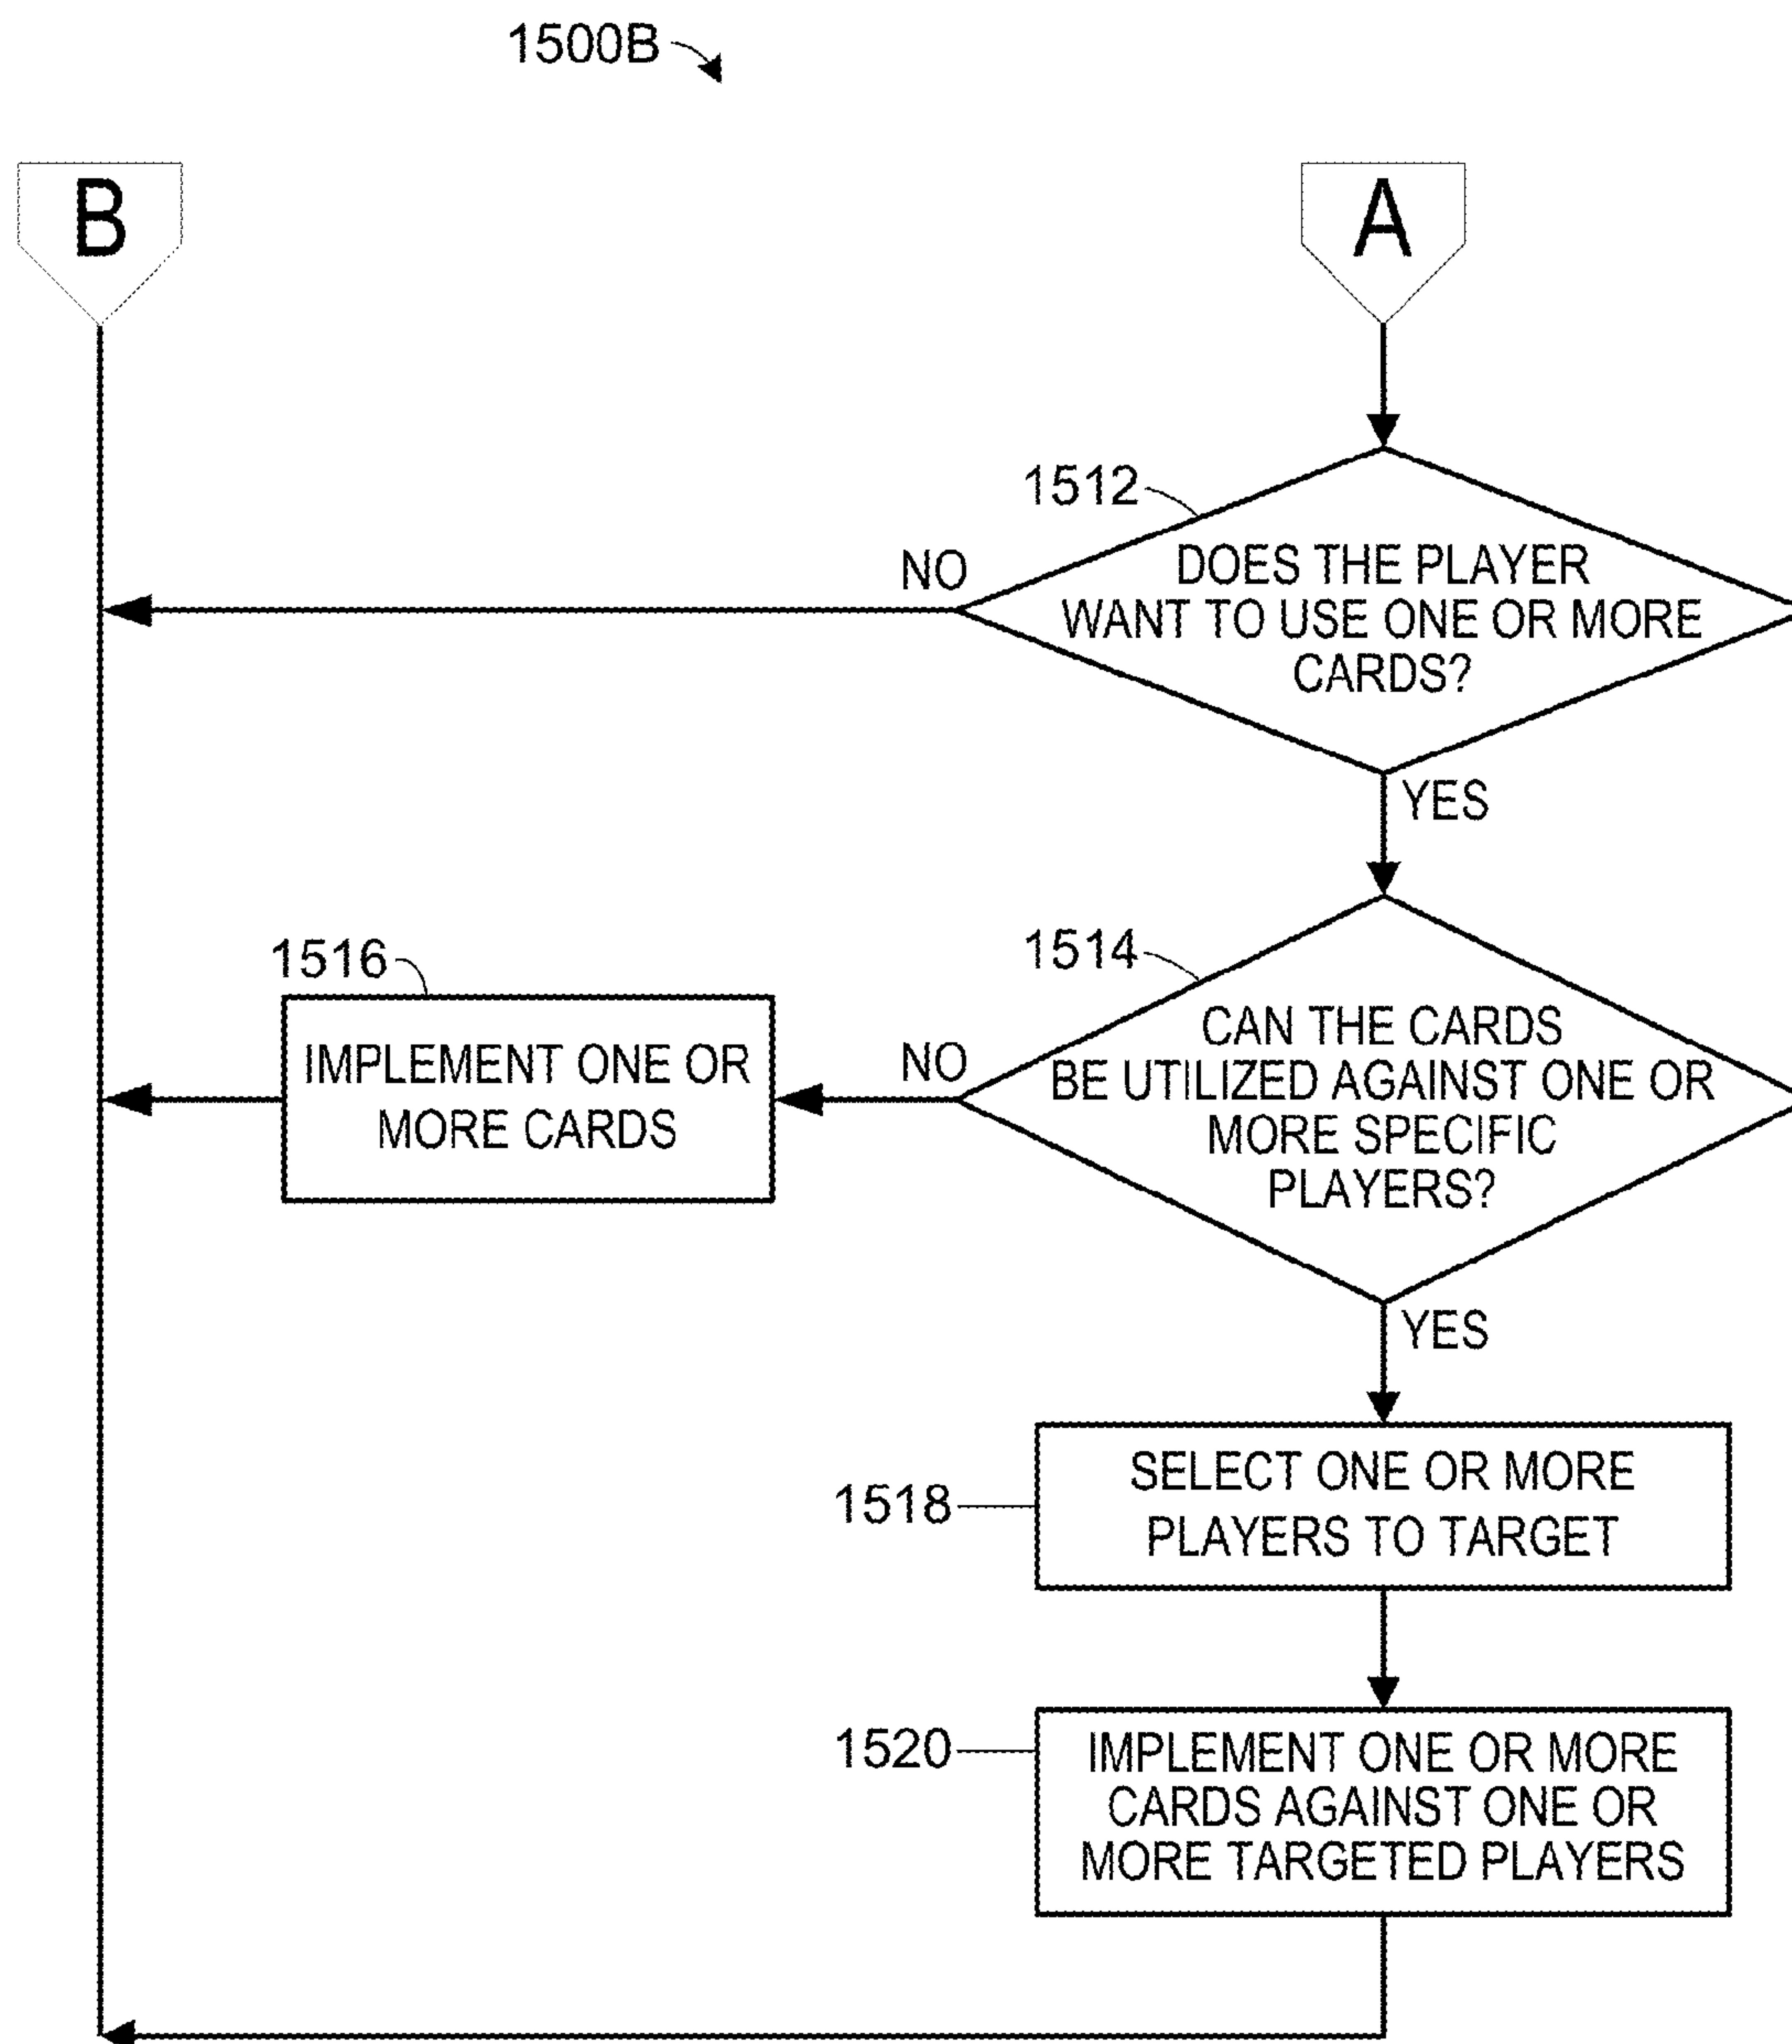 1500B
B
A
1512
NO
DOES THE PLAYER
WANT TO USE ONE OR MORE
CARDS?
YES
1516
IMPLEMENT ONE OR
MORE CARDS
1514
NO
CAN THE CARDS
BE UTILIZED AGAINST ONE OR
MORE SPECIFIC
PLAYERS?
YES
1518
SELECT ONE OR MORE
PLAYERS TO TARGET
1520
IMPLEMENT ONE OR MORE
CARDS AGAINST ONE OR
MORE TARGETED PLAYERS